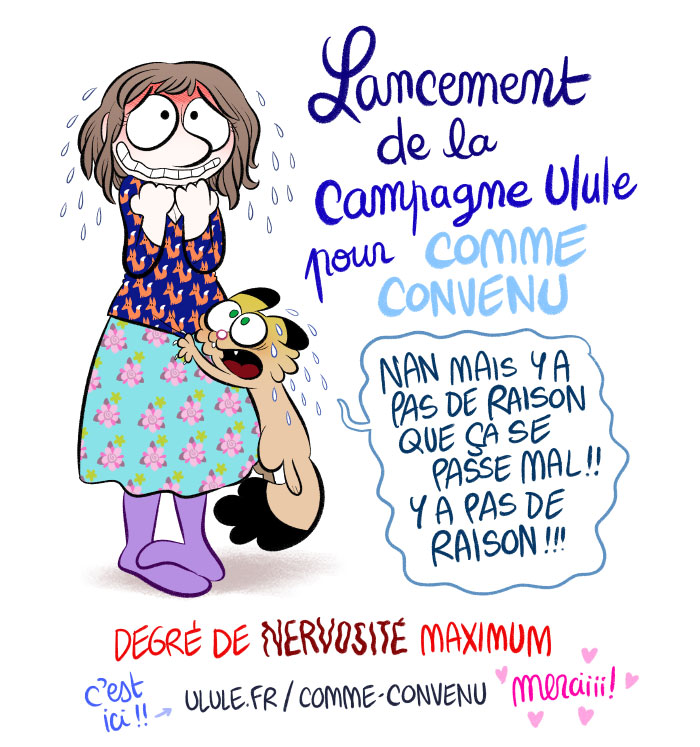 Lancement
de la
Campagne Ulule
pour COMME
CONVENU
NAN MAIS Y A
PAS DE RAISON
QUE ÇA SE
PASSE MAL!!
Y A PAS DE
RAISON!!!
DEGRÉ DE NERVOSITÉ MAXIMUM
C'est
ici!! → ULULE.FR/COMME-CONVENU merciiii!